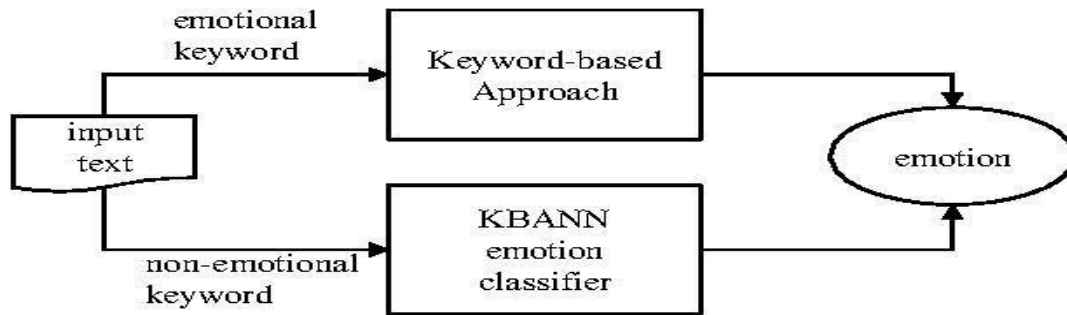 emotional
keyword
Keyword-based
Approach
input
text
emotion
KBANN
emotion
classifier
non-emotional
keyword